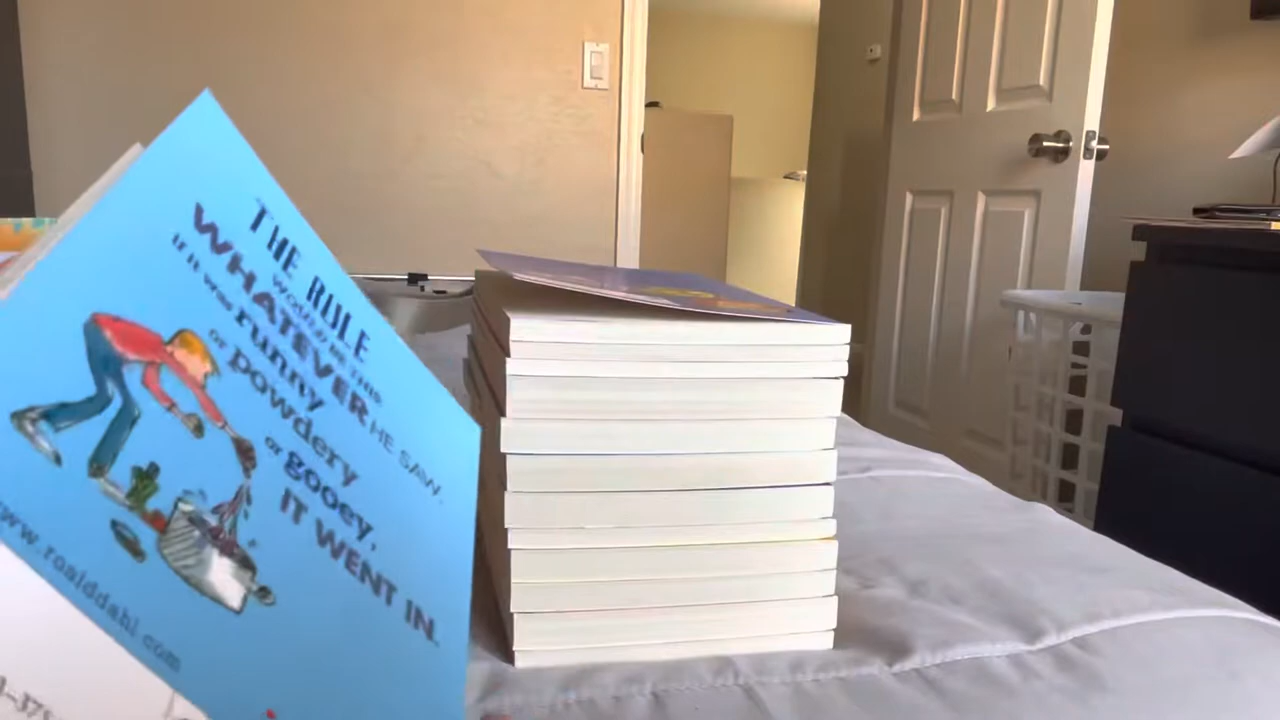 THE RULE
WOULD BE THIS:
WHATEVER HE SAW,
if it was runny
or powdery
or gooey,
IT WENT IN.
www.roalddahl.com